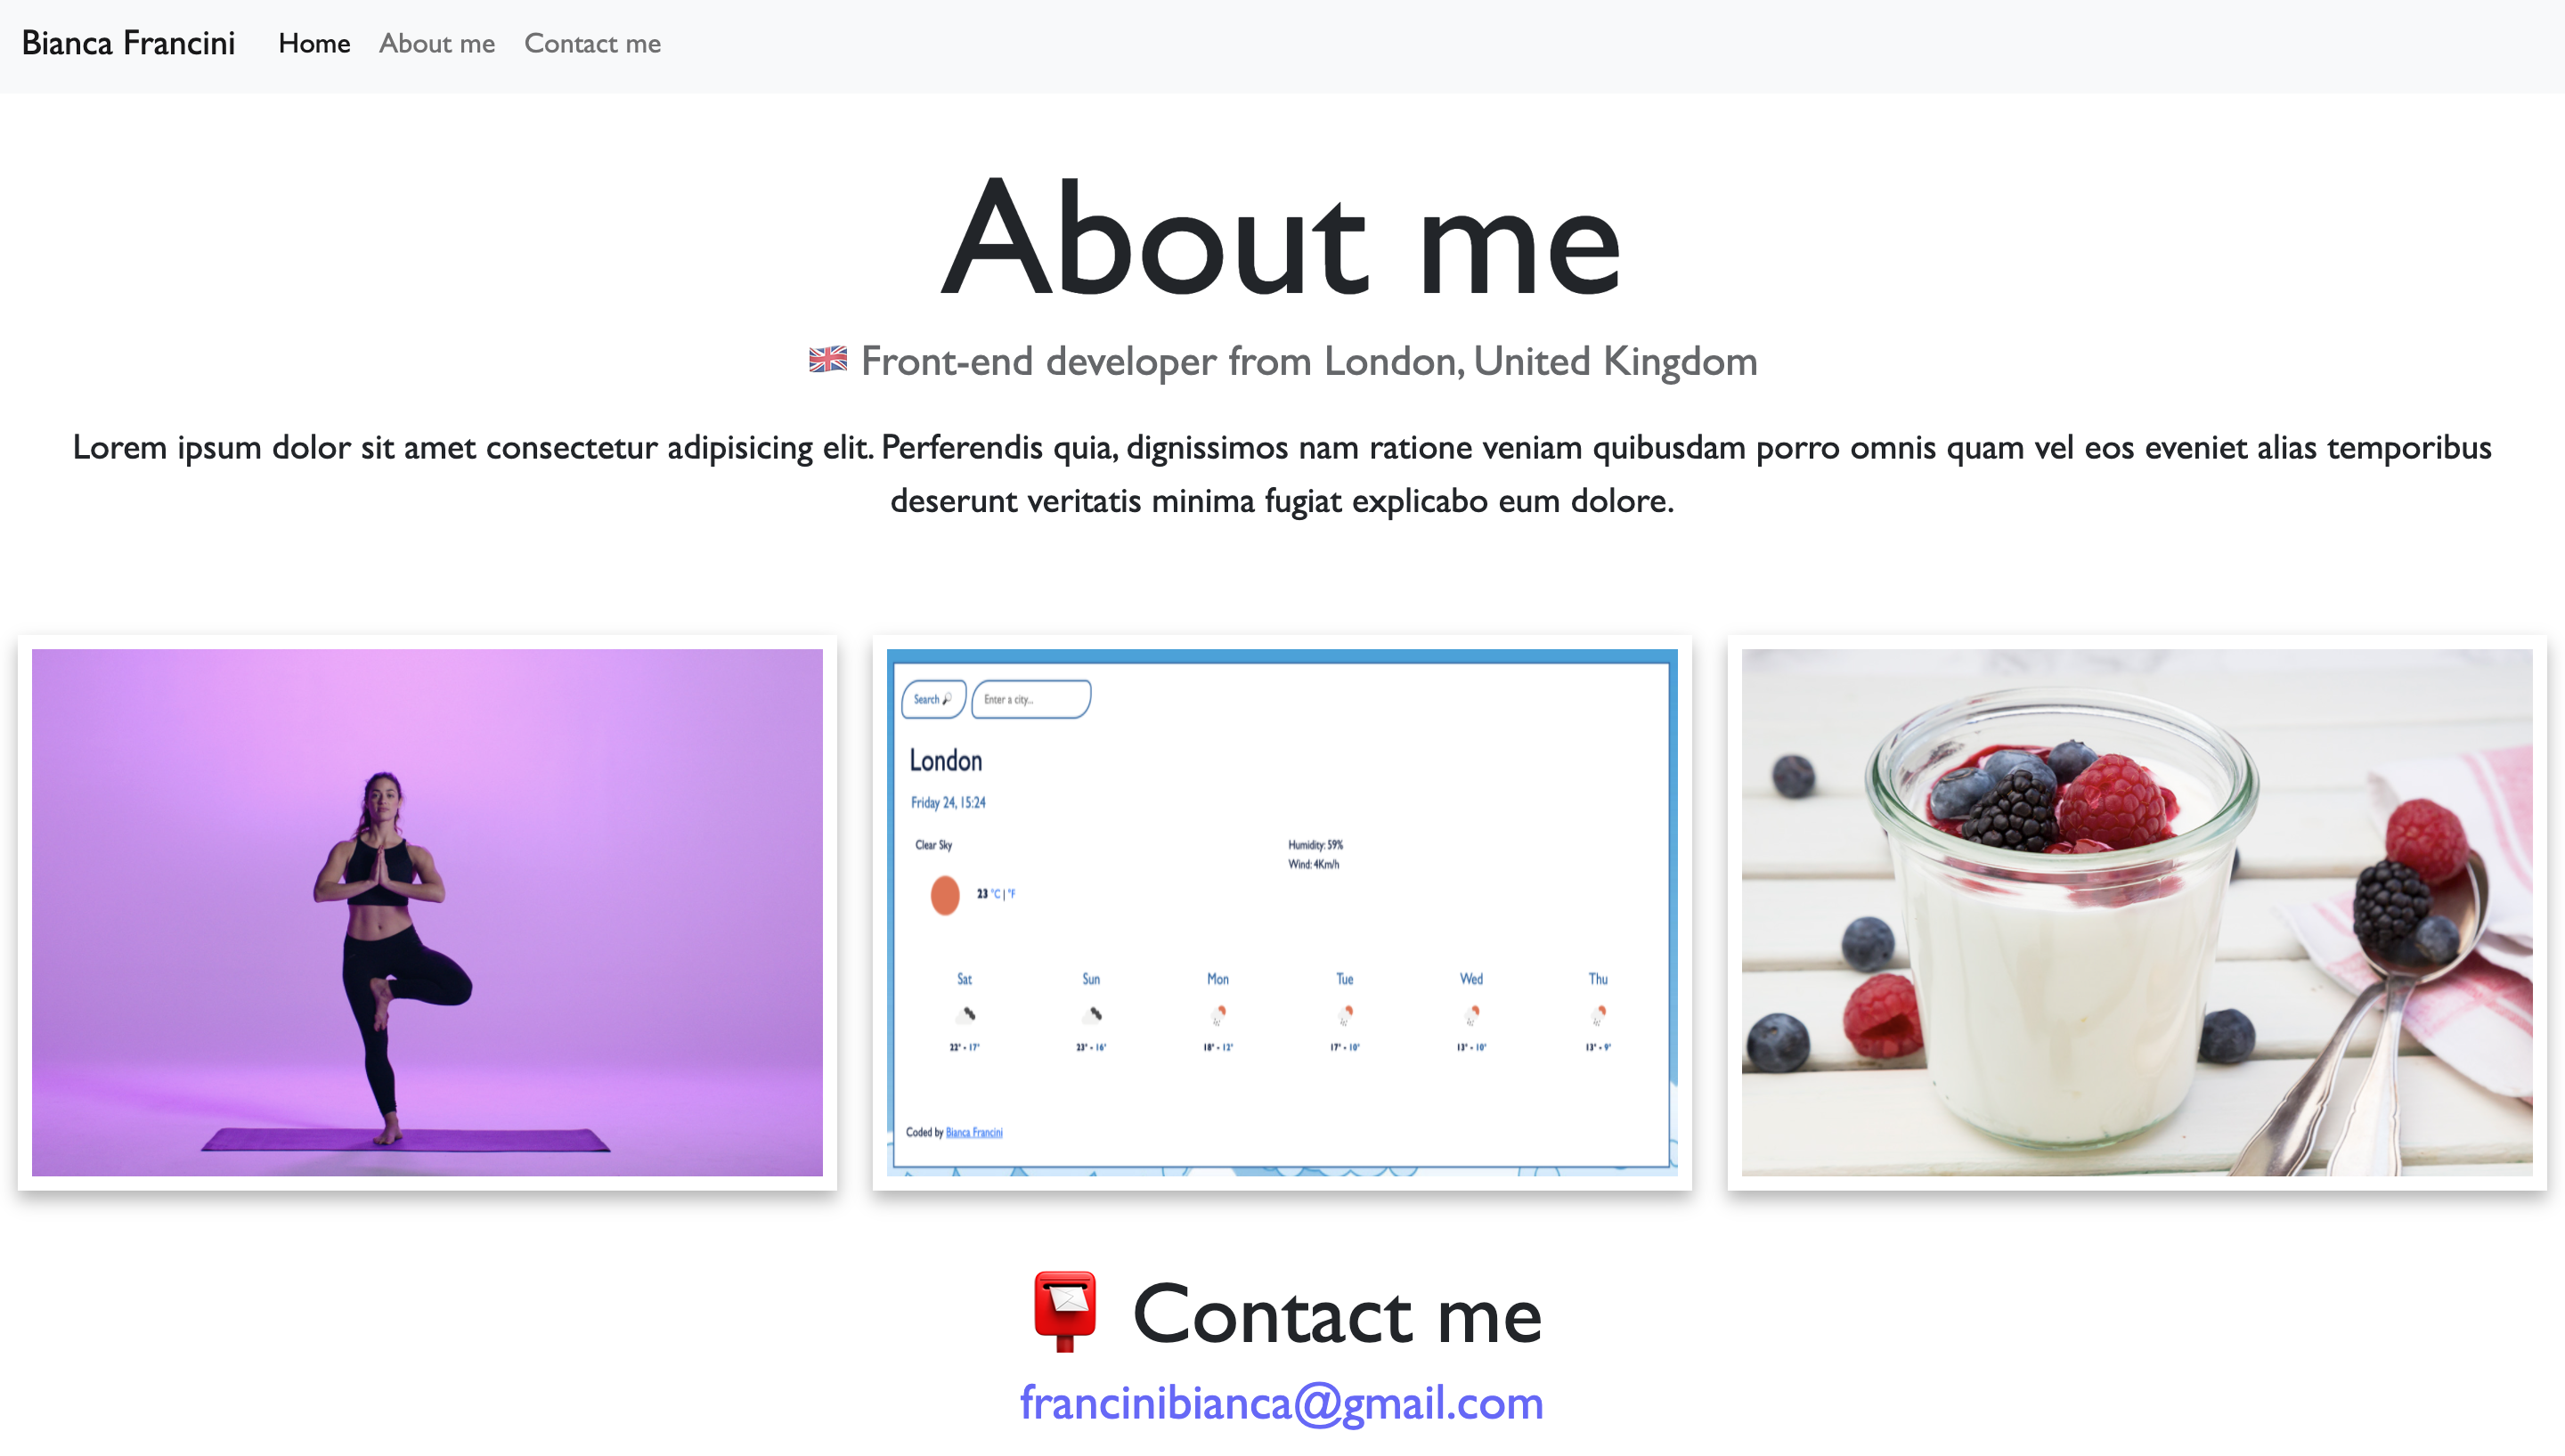 Bianca Francini Home About me Contact me
About me
🇬🇧 Front-end developer from London, United Kingdom
Lorem ipsum dolor sit amet consectetur adipisicing elit. Perferendis quia, dignissimos nam ratione veniam quibusdam porro omnis quam vel eos eveniet alias temporibus
deserunt veritatis minima fugiat explicabo eum dolore.
Search 🔎 Enter a city...
London
Friday 24, 15:24
Clear Sky
Humidity: 59%
Wind: 4Km/h
23 °C | °F
Sat Sun Mon Tue Wed Thu
22° - 17° 23° - 16° 18° - 12° 17° - 10° 13° - 10° 13° - 9°
Coded by Bianca Francini
📮 Contact me
francinibianca@gmail.com